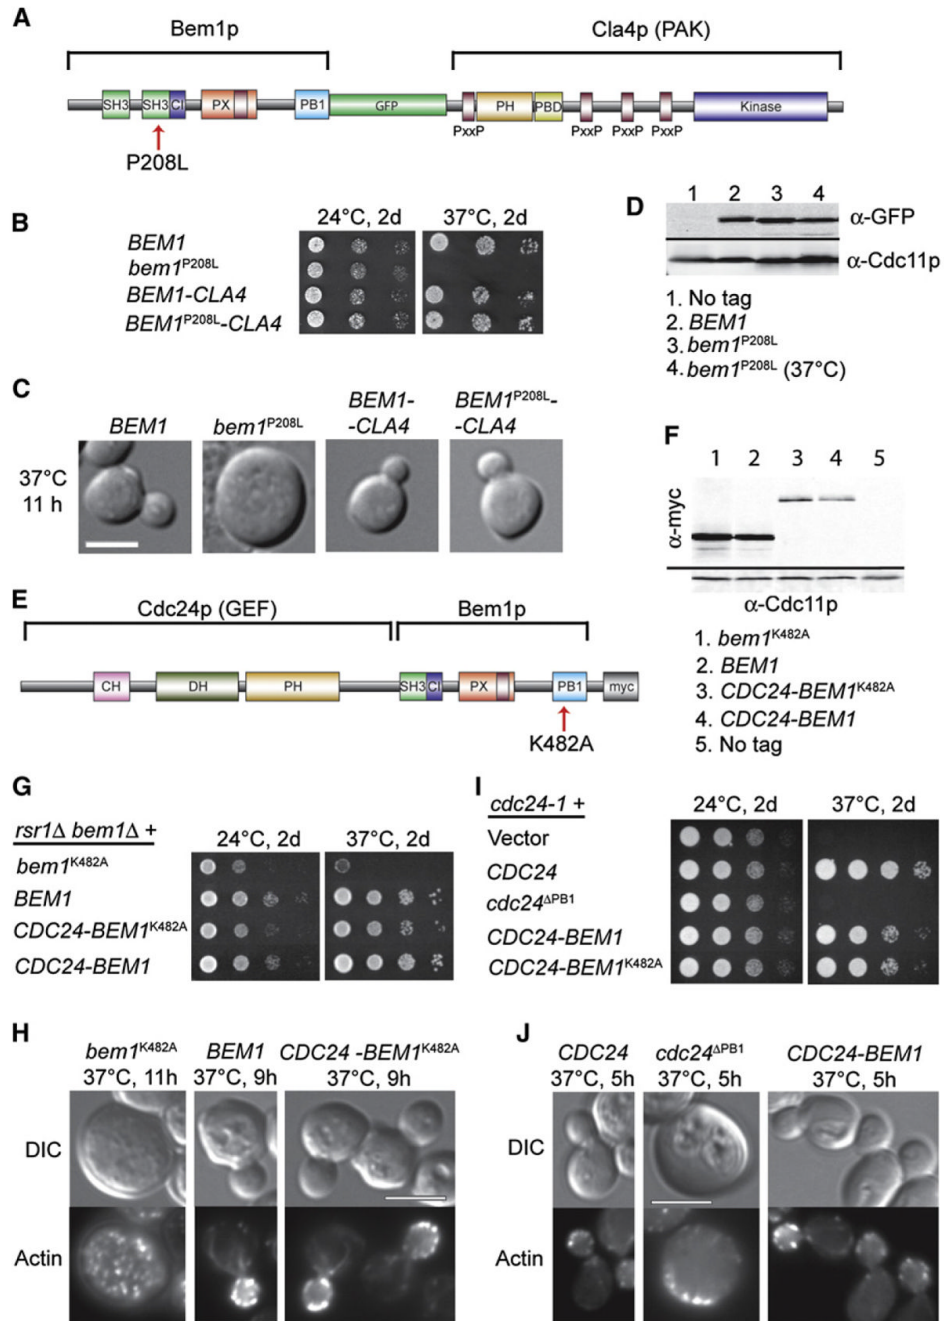 A
Bem1p
Cla4p (PAK)
SH3 SH3 CI PX PB1 GFP PH PBD Kinase
PxxP PxxP PxxP PxxP
P208L
B
24°C, 2d 37°C, 2d
BEM1
bem1P208L
BEM1-CLA4
BEM1P208L-CLA4
C
BEM1 bem1P208L BEM1-
-CLA4
BEM1P208L-
-CLA4
37°C
11 h
D
1 2 3 4
α-GFP
α-Cdc11p
1. No tag
2. BEM1
3. bem1P208L
4. bem1P208L (37°C)
E
Cdc24p (GEF)
Bem1p
CH DH PH SH3 CI PX PB1 myc
K482A
F
1 2 3 4 5
α-myc
α-Cdc11p
1. bem1K482A
2. BEM1
3. CDC24-BEM1K482A
4. CDC24-BEM1
5. No tag
G
rsr1Δ bem1Δ +
24°C, 2d 37°C, 2d
bem1K482A
BEM1
CDC24-BEM1K482A
CDC24-BEM1
I
cdc24-1 +
24°C, 2d 37°C, 2d
Vector
CDC24
cdc24ΔPB1
CDC24-BEM1
CDC24-BEM1K482A
H
bem1K482A BEM1 CDC24 -BEM1K482A
37°C, 11h 37°C, 9h 37°C, 9h
DIC
Actin
J
CDC24 cdc24ΔPB1 CDC24-BEM1
37°C, 5h 37°C, 5h 37°C, 5h
DIC
Actin